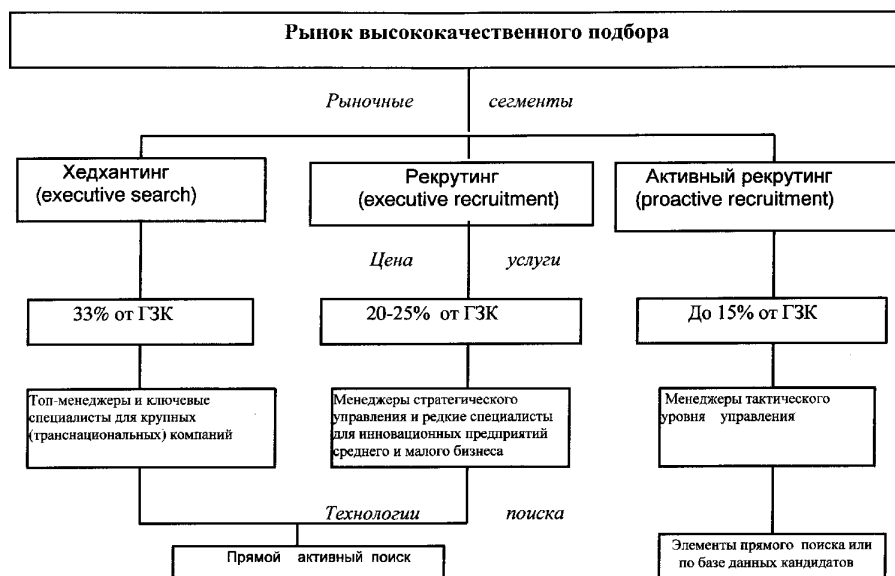 Рынок высококачественного подбора
Рыночные сегменты
Хедхантинг
(executive search)
Рекрутинг
(executive recruitment)
Активный рекрутинг
(proactive recruitment)
Цена услуги
33% от ГЗК
20-25% от ГЗК
До 15% от ГЗК
Топ-менеджеры и ключевые
специалисты для крупных
(транснациональных) компаний
Менеджеры стратегического
управления и редкие специалисты
для инновационных предприятий
среднего и малого бизнеса
Менеджеры тактического
уровня управления
Технологии поиска
Прямой активный поиск
Элементы прямого поиска или
по базе данных кандидатов